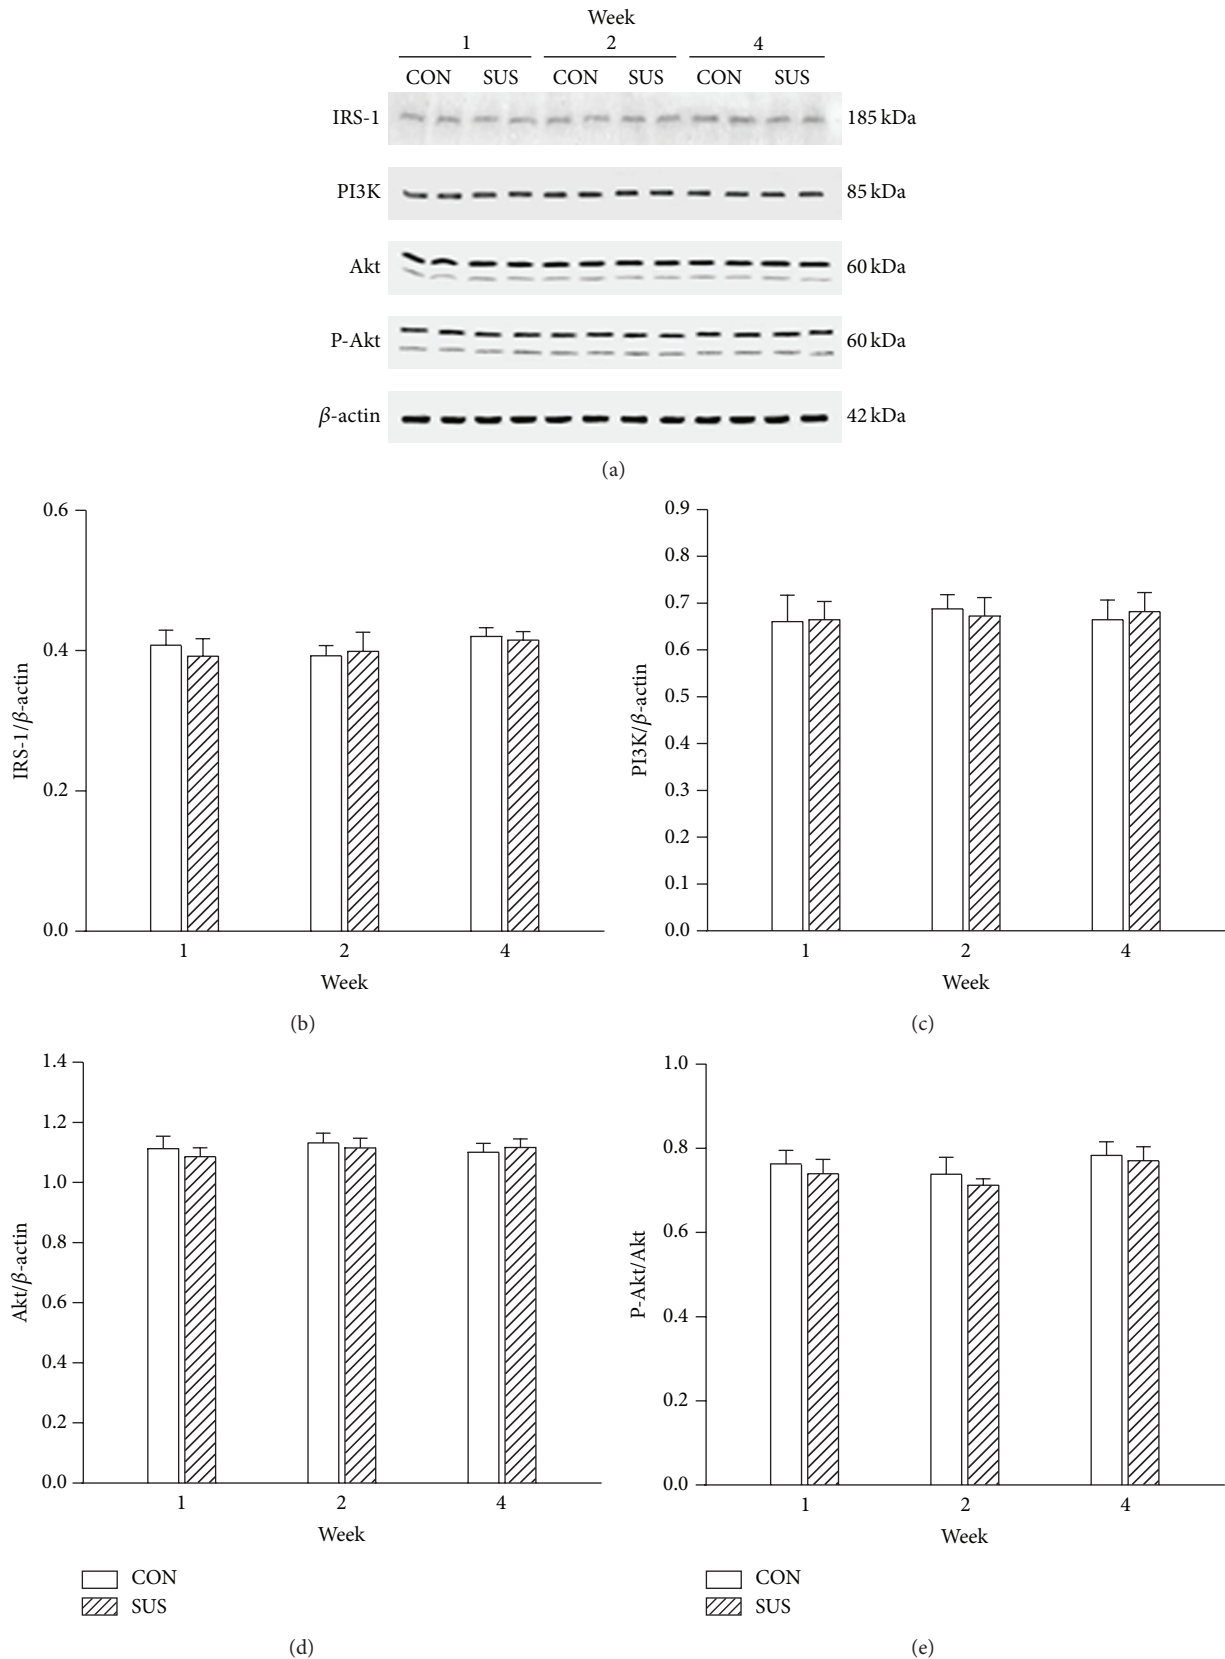 Week
1 2 4
CON SUS CON SUS CON SUS
IRS-1 185 kDa
PI3K 85 kDa
Akt 60 kDa
P-Akt 60 kDa
β-actin 42 kDa
(a)
0.6
0.4
0.2
0.0
IRS-1/β-actin
1 2 4
Week
(b)
0.9
0.8
0.7
0.6
0.5
0.4
0.3
0.2
0.1
0.0
PI3K/β-actin
1 2 4
Week
(c)
1.4
1.2
1.0
0.8
0.6
0.4
0.2
0.0
Akt/β-actin
1 2 4
Week
CON
SUS
(d)
1.0
0.8
0.6
0.4
0.2
0.0
P-Akt/Akt
1 2 4
Week
CON
SUS
(e)